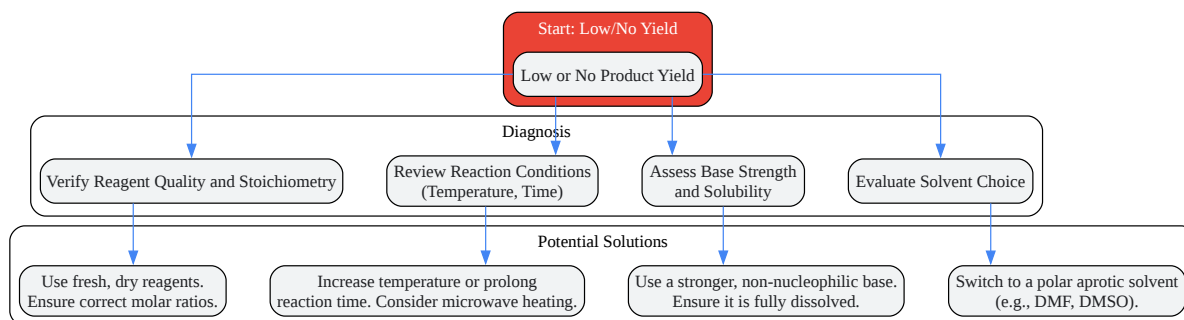 Start: Low/No Yield
Low or No Product Yield
Diagnosis
Verify Reagent Quality and Stoichiometry
Review Reaction Conditions
(Temperature, Time)
Assess Base Strength
and Solubility
Evaluate Solvent Choice
Potential Solutions
Use fresh, dry reagents.
Ensure correct molar ratios.
Increase temperature or prolong
reaction time. Consider microwave heating.
Use a stronger, non-nucleophilic base.
Ensure it is fully dissolved.
Switch to a polar aprotic solvent
(e.g., DMF, DMSO).